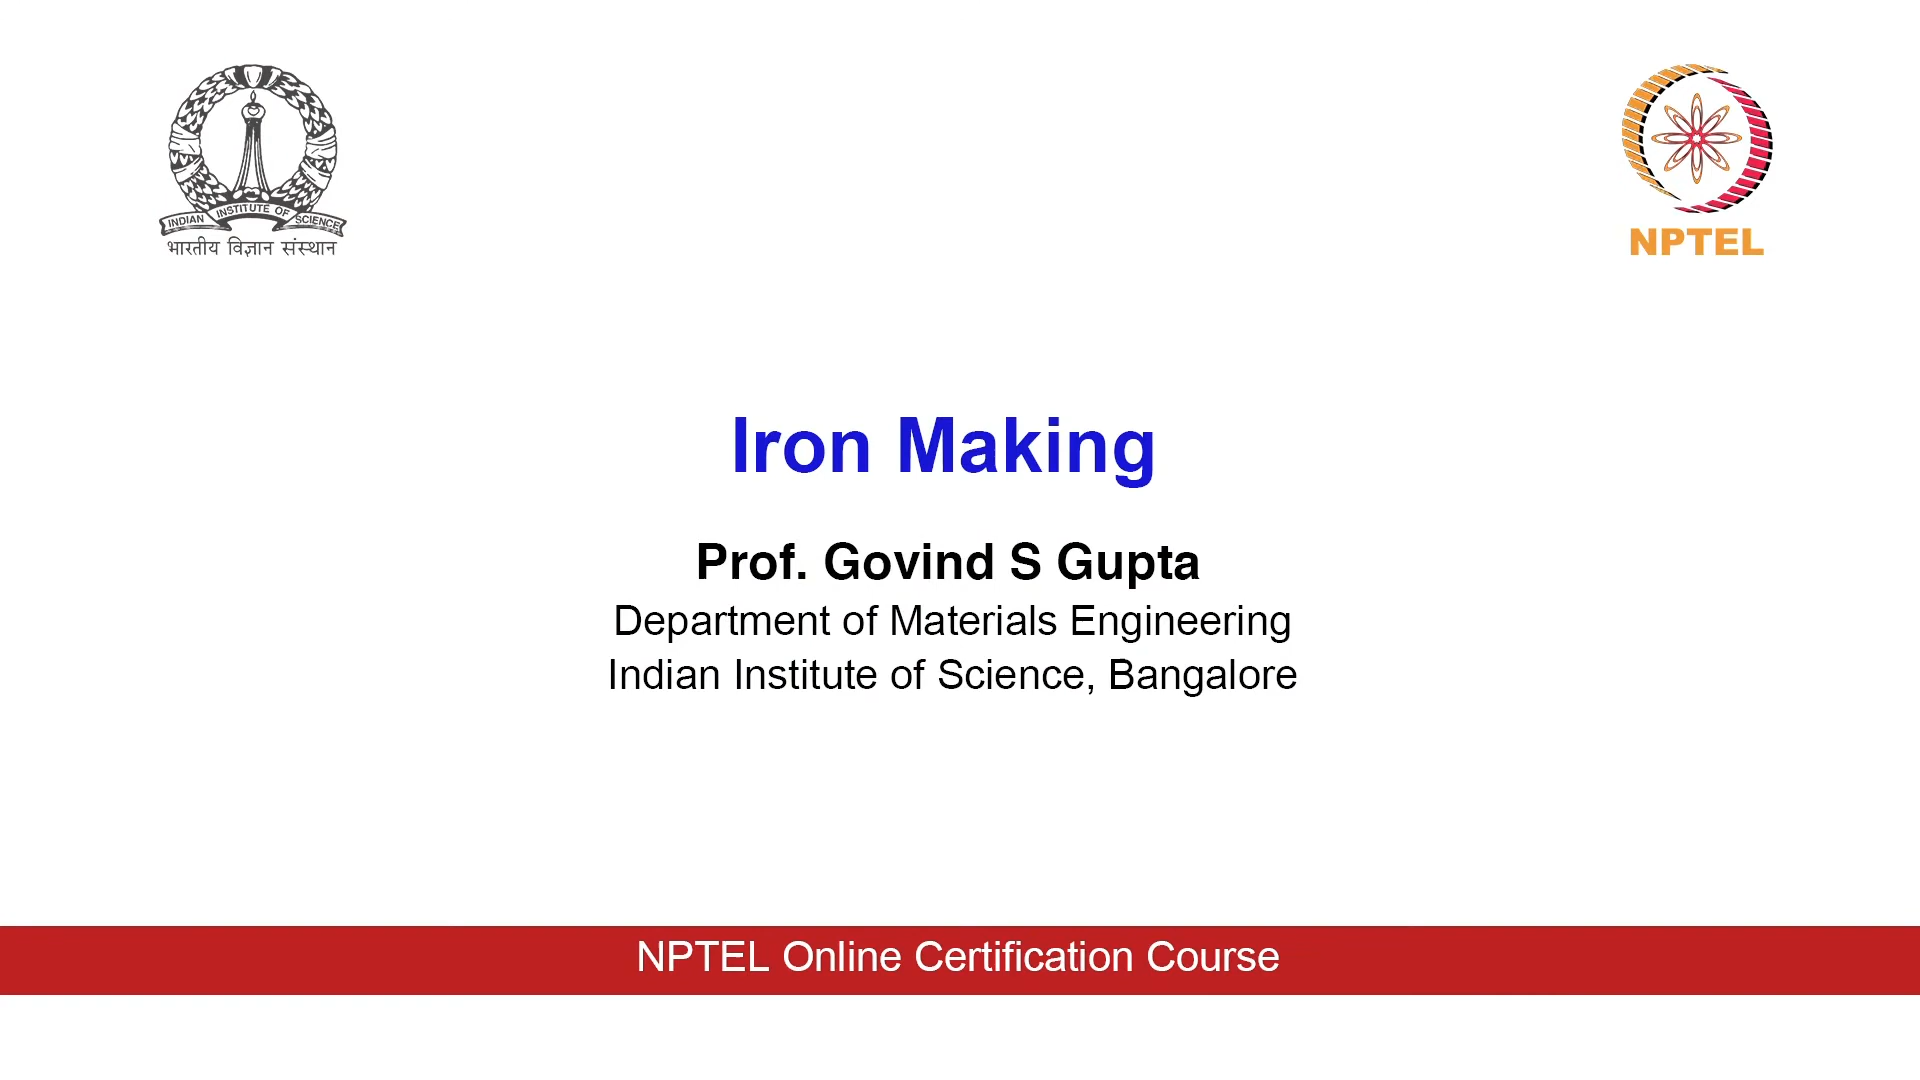 INDIAN INSTITUTE OF SCIENCE
भारतीय विज्ञान संस्थान
NPTEL
Iron Making
Prof. Govind S Gupta
Department of Materials Engineering
Indian Institute of Science, Bangalore
NPTEL Online Certification Course